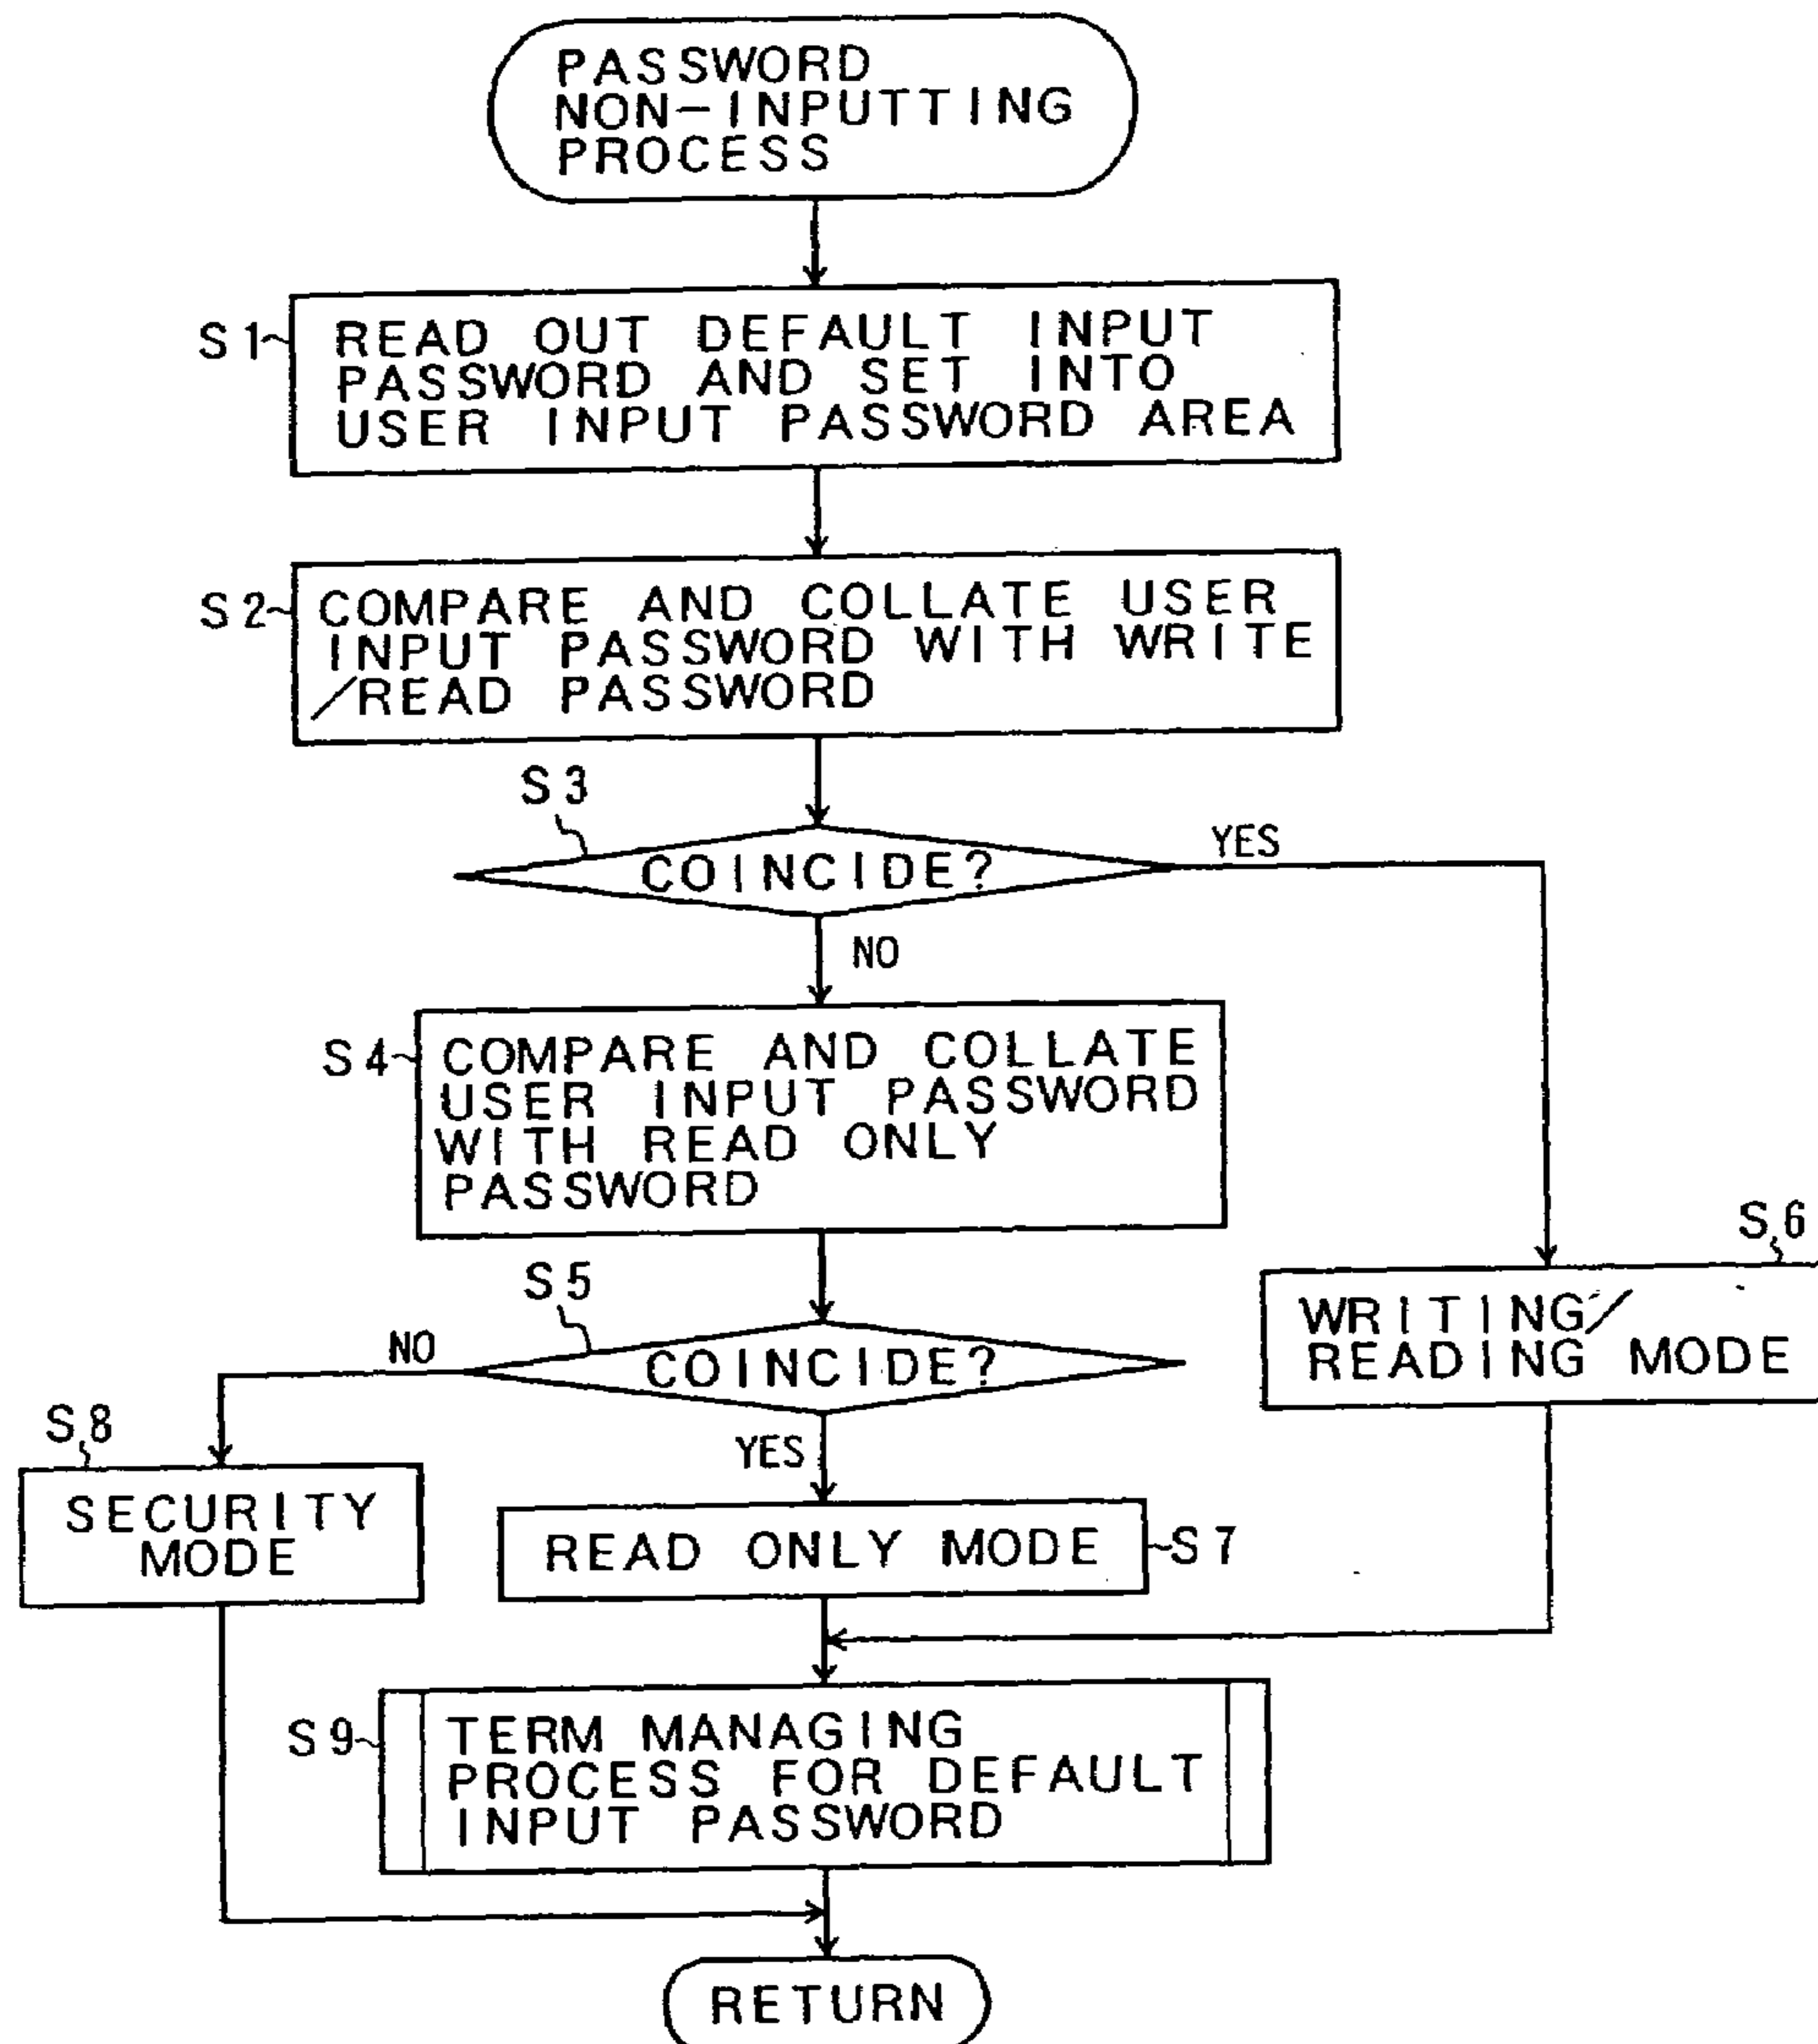 PASSWORD
NON-INPUTTING
PROCESS
S1
READ OUT DEFAULT INPUT
PASSWORD AND SET INTO
USER INPUT PASSWORD AREA
S2
COMPARE AND COLLATE USER
INPUT PASSWORD WITH WRITE
/READ PASSWORD
S3
COINCIDE?
YES
NO
S4
COMPARE AND COLLATE
USER INPUT PASSWORD
WITH READ ONLY
PASSWORD
S6
WRITING/
READING MODE
S5
COINCIDE?
NO
YES
S8
SECURITY
MODE
READ ONLY MODE
S7
S9
TERM MANAGING
PROCESS FOR DEFAULT
INPUT PASSWORD
RETURN